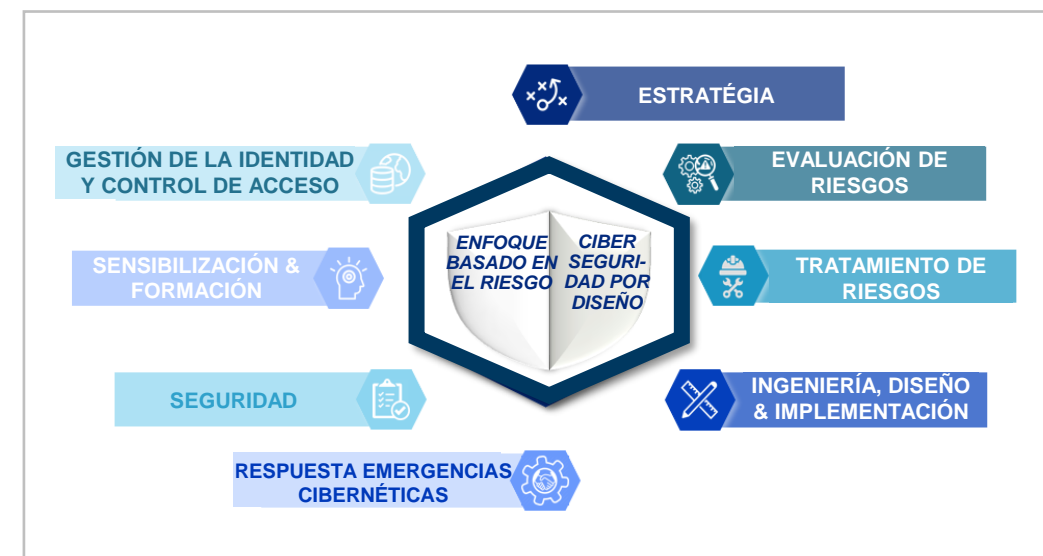 ESTRATÉGIA
GESTIÓN DE LA IDENTIDAD
Y CONTROL DE ACCESO
EVALUACIÓN DE
RIESGOS
ENFOQUE
BASADO EN
EL RIESGO
CIBER
SEGURI-
DAD POR
DISEÑO
SENSIBILIZACIÓN &
FORMACIÓN
TRATAMIENTO DE
RIESGOS
SEGURIDAD
INGENIERÍA, DISEÑO
& IMPLEMENTACIÓN
RESPUESTA EMERGENCIAS
CIBERNÉTICAS